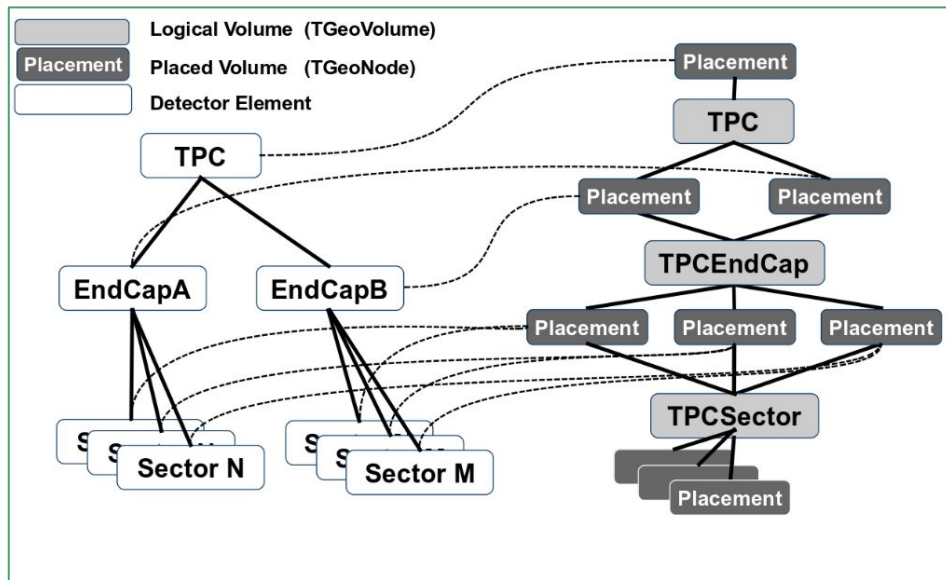 Logical Volume (TGeoVolume)
Placement Placed Volume (TGeoNode)
Detector Element
Placement
TPC
TPC
Placement Placement
EndCapA EndCapB TPCEndCap
Placement Placement Placement
TPCSector
Sector N Sector M
Placement